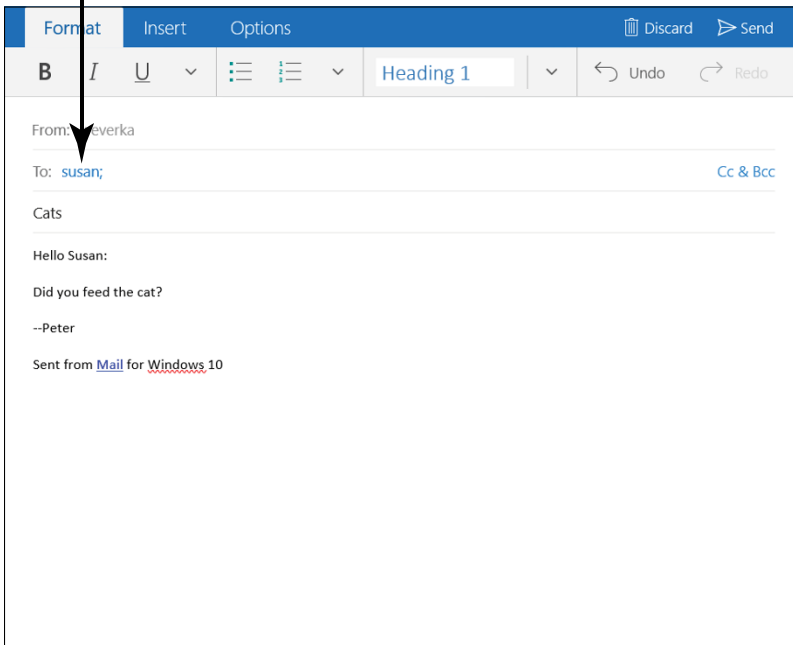 Format Insert Options Discard Send
B I U Heading 1 Undo Redo
From: everka
To: susan; Cc & Bcc
Cats
Hello Susan:
Did you feed the cat?
--Peter
Sent from Mail for Windows 10